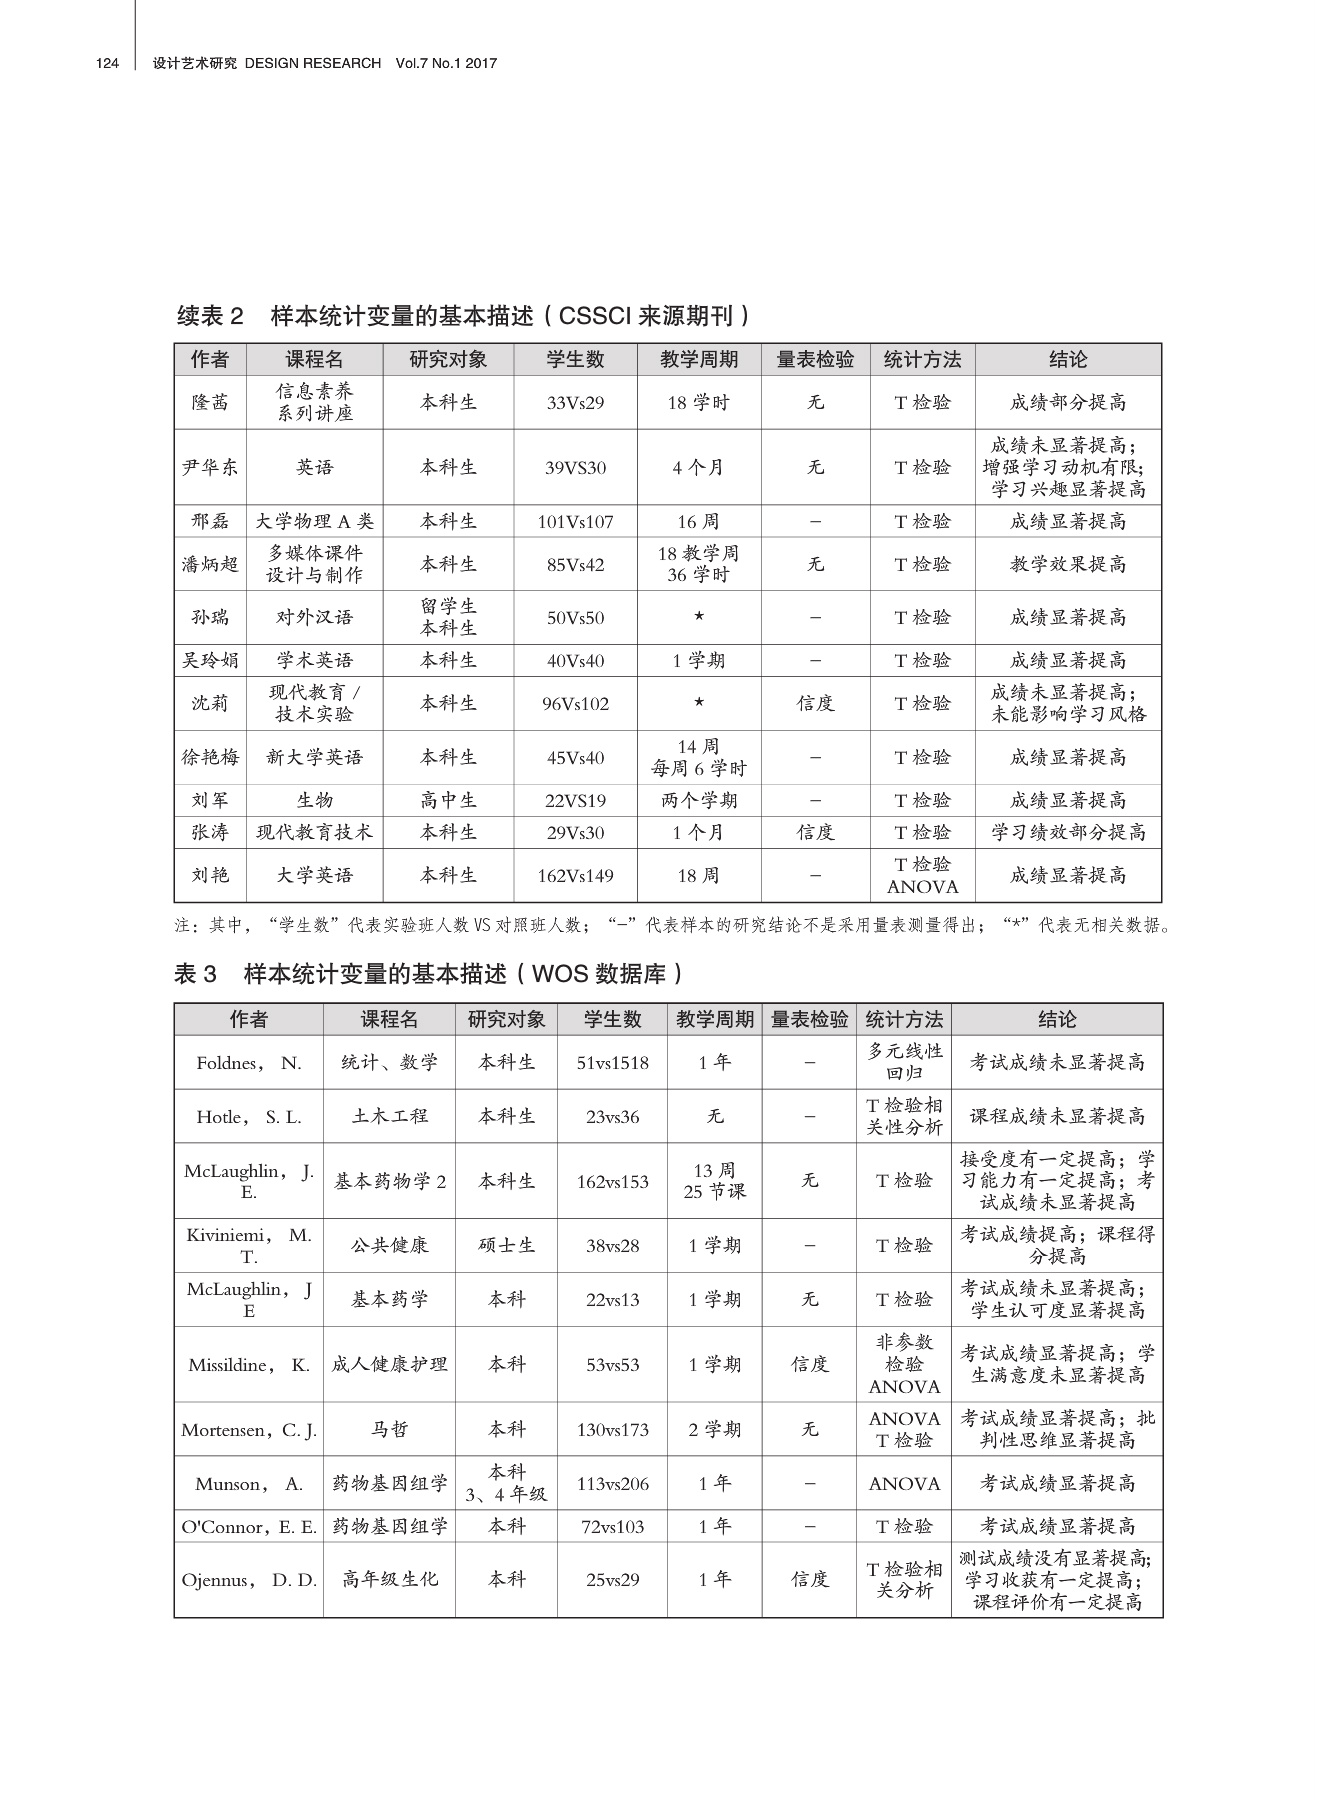 124 设计艺术研究 DESIGN RESEARCH Vol.7 No.1 2017
续表 2 样本统计变量的基本描述（CSSCI 来源期刊）
作者 课程名 研究对象 学生数 教学周期 量表检验 统计方法 结论
隆茜 信息素养 系列讲座 本科生 33Vs29 18 学时 无 T 检验 成绩部分提高
尹华东 英语 本科生 39VS30 4 个月 无 T 检验 成绩未显著提高； 增强学习动机有限； 学习兴趣显著提高
邢磊 大学物理 A 类 本科生 101Vs107 16 周 – T 检验 成绩显著提高
潘炳超 多媒体课件 设计与制作 本科生 85Vs42 18 教学周 36 学时 无 T 检验 教学效果提高
孙瑞 对外汉语 留学生 本科生 50Vs50 * – T 检验 成绩显著提高
吴玲娟 学术英语 本科生 40Vs40 1 学期 – T 检验 成绩显著提高
沈莉 现代教育 / 技术实验 本科生 96Vs102 * 信度 T 检验 成绩未显著提高； 未能影响学习风格
徐艳梅 新大学英语 本科生 45Vs40 14 周 每周 6 学时 – T 检验 成绩显著提高
刘军 生物 高中生 22VS19 两个学期 – T 检验 成绩显著提高
张涛 现代教育技术 本科生 29Vs30 1 个月 信度 T 检验 学习绩效部分提高
刘艳 大学英语 本科生 162Vs149 18 周 – T 检验 ANOVA 成绩显著提高
注：其中，“学生数”代表实验班人数 VS 对照班人数；“–”代表样本的研究结论不是采用量表测量得出；“*”代表无相关数据。
表 3 样本统计变量的基本描述（WOS 数据库）
作者 课程名 研究对象 学生数 教学周期 量表检验 统计方法 结论
Foldnes， N. 统计、数学 本科生 51vs1518 1 年 – 多元线性 回归 考试成绩未显著提高
Hotle， S. L. 土木工程 本科生 23vs36 无 – T 检验相 关性分析 课程成绩未显著提高
McLaughlin， J. E. 基本药物学 2 本科生 162vs153 13 周 25 节课 无 T 检验 接受度有一定提高；学 习能力有一定提高；考 试成绩未显著提高
Kiviniemi， M. T. 公共健康 硕士生 38vs28 1 学期 – T 检验 考试成绩提高；课程得 分提高
McLaughlin， J E 基本药学 本科 22vs13 1 学期 无 T 检验 考试成绩未显著提高； 学生认可度显著提高
Missildine， K. 成人健康护理 本科 53vs53 1 学期 信度 非参数 检验 ANOVA 考试成绩显著提高；学 生满意度未显著提高
Mortensen，C. J. 马哲 本科 130vs173 2 学期 无 ANOVA T 检验 考试成绩显著提高；批 判性思维显著提高
Munson， A. 药物基因组学 本科 3、4 年级 113vs206 1 年 – ANOVA 考试成绩显著提高
O'Connor，E. E. 药物基因组学 本科 72vs103 1 年 – T 检验 考试成绩显著提高
Ojennus， D. D. 高年级生化 本科 25vs29 1 年 信度 T 检验相 关分析 测试成绩没有显著提高； 学习收获有一定提高； 课程评价有一定提高